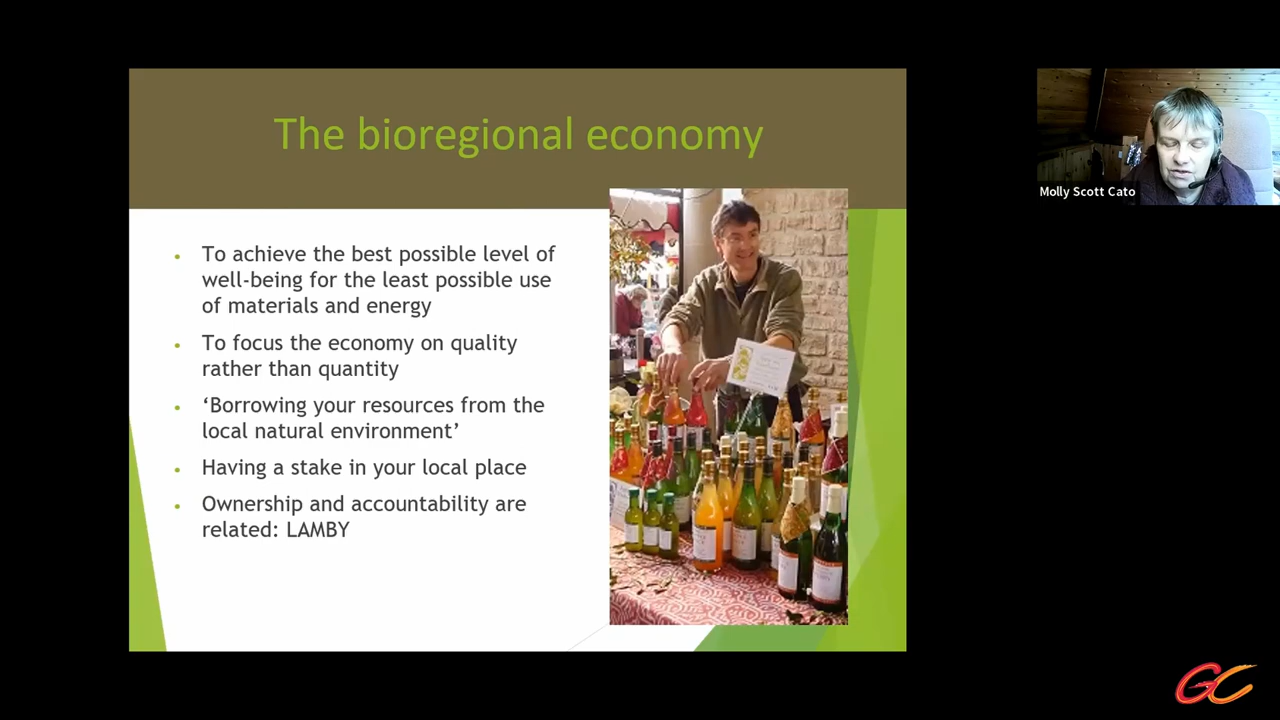 The bioregional economy
To achieve the best possible level of
well-being for the least possible use
of materials and energy
To focus the economy on quality
rather than quantity
‘Borrowing your resources from the
local natural environment’
Having a stake in your local place
Ownership and accountability are
related: LAMBY
Molly Scott Cato
GC